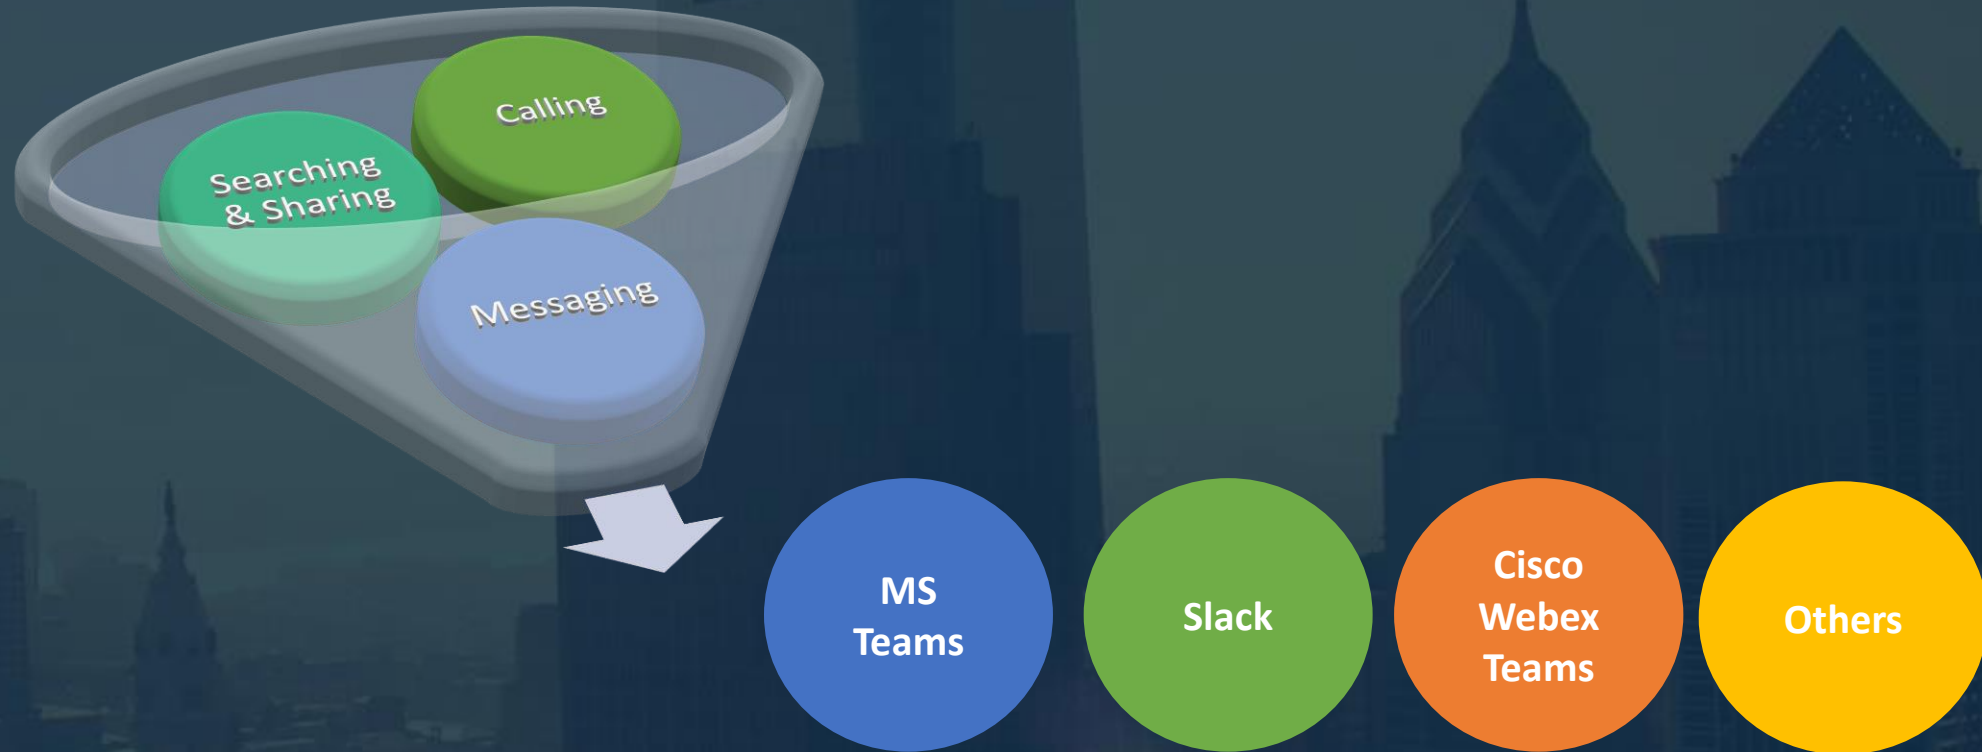 Calling
Searching
& Sharing
Messaging
MS
Teams
Slack
Cisco
Webex
Teams
Others